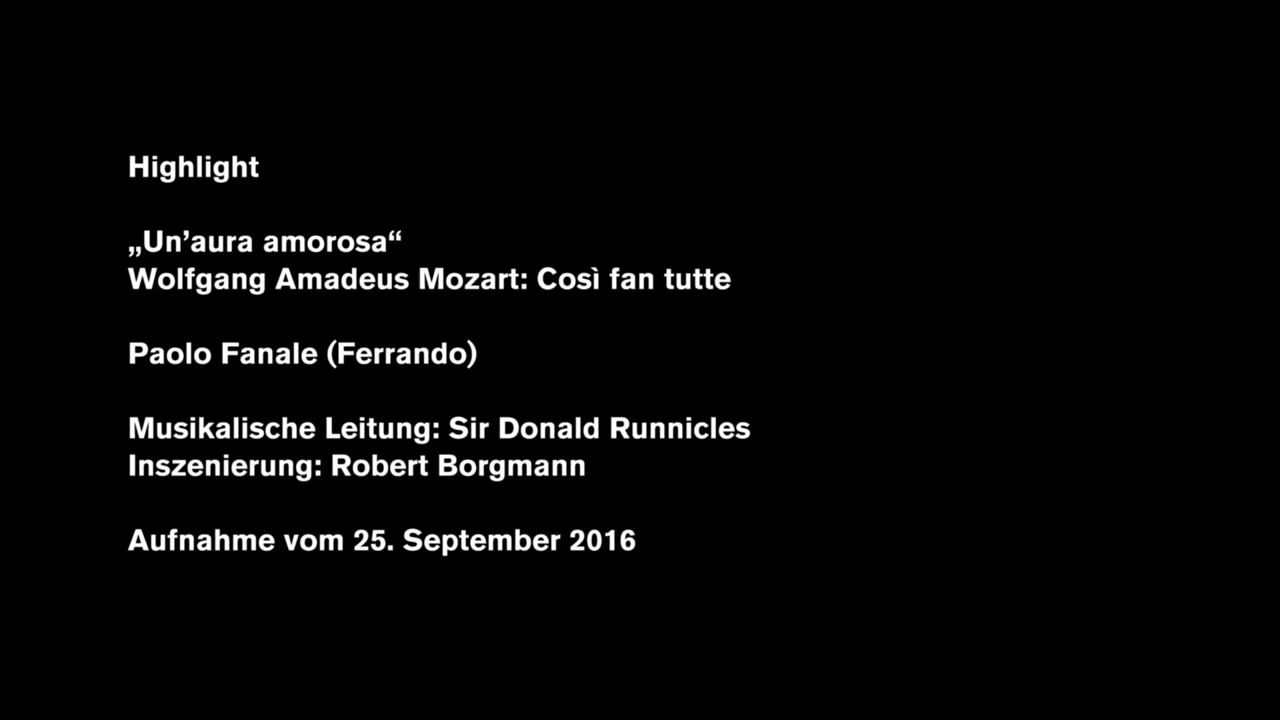 Highlight
„Un’aura amorosa“
Wolfgang Amadeus Mozart: Così fan tutte
Paolo Fanale (Ferrando)
Musikalische Leitung: Sir Donald Runnicles
Inszenierung: Robert Borgmann
Aufnahme vom 25. September 2016